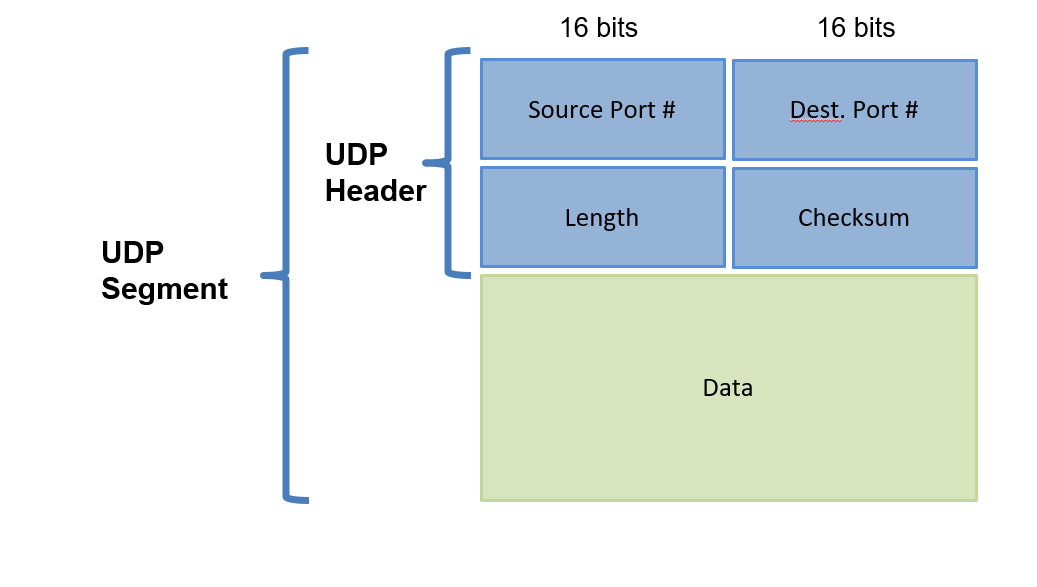 16 bits
16 bits
Source Port #
Dest. Port #
UDP
Header
Length
Checksum
UDP
Segment
Data